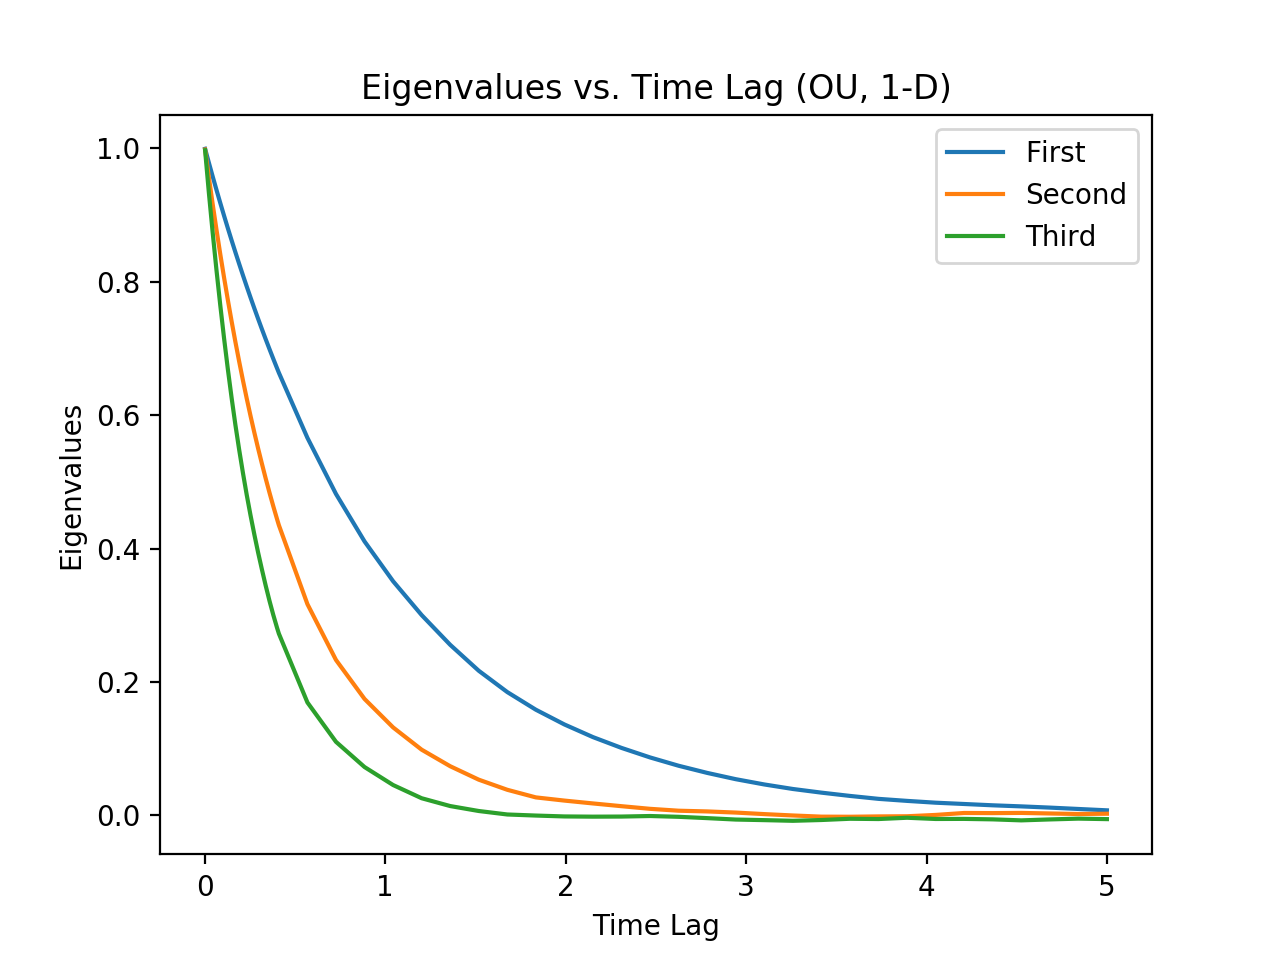 Eigenvalues vs. Time Lag (OU, 1-D)
First
Second
Third
Eigenvalues
1.0
0.8
0.6
0.4
0.2
0.0
0 1 2 3 4 5
Time Lag